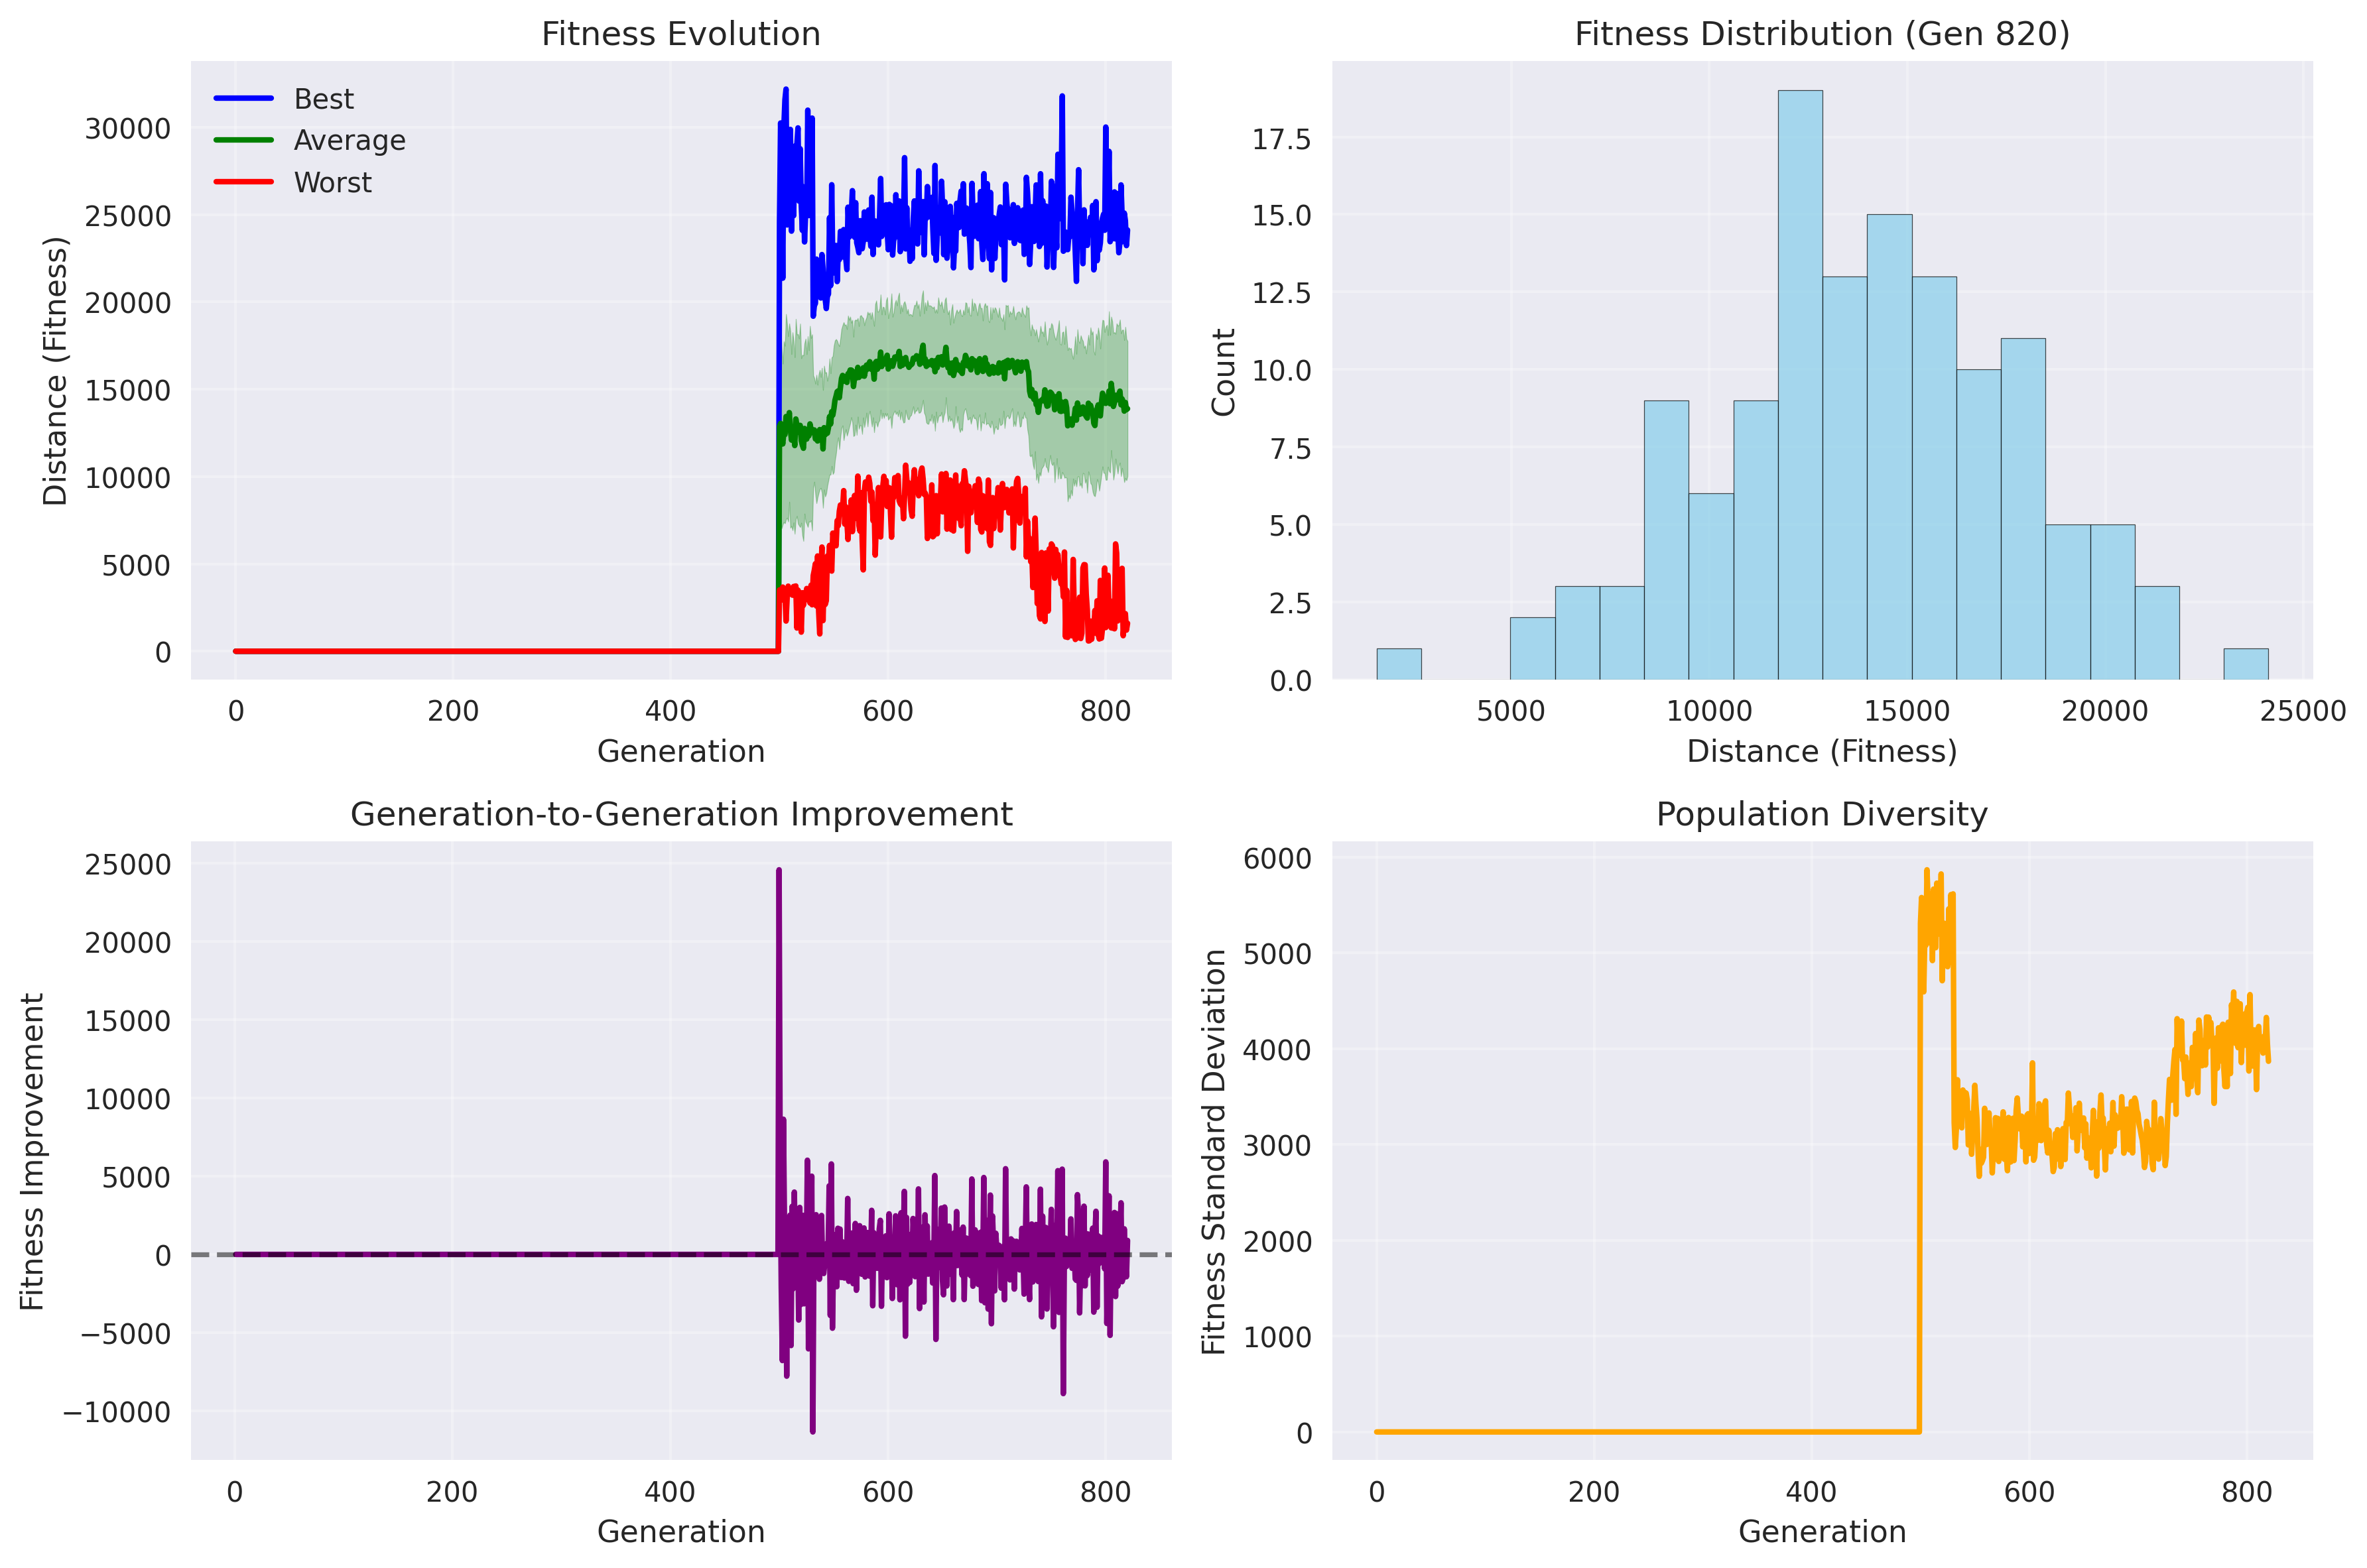 Fitness Evolution
Distance (Fitness)
30000
25000
20000
15000
10000
5000
0
Best
Average
Worst
0 200 400 600 800
Generation
Fitness Distribution (Gen 820)
Count
17.5
15.0
12.5
10.0
7.5
5.0
2.5
0.0
5000 10000 15000 20000 25000
Distance (Fitness)
Generation-to-Generation Improvement
Fitness Improvement
25000
20000
15000
10000
5000
0
−5000
−10000
0 200 400 600 800
Generation
Population Diversity
Fitness Standard Deviation
6000
5000
4000
3000
2000
1000
0
0 200 400 600 800
Generation